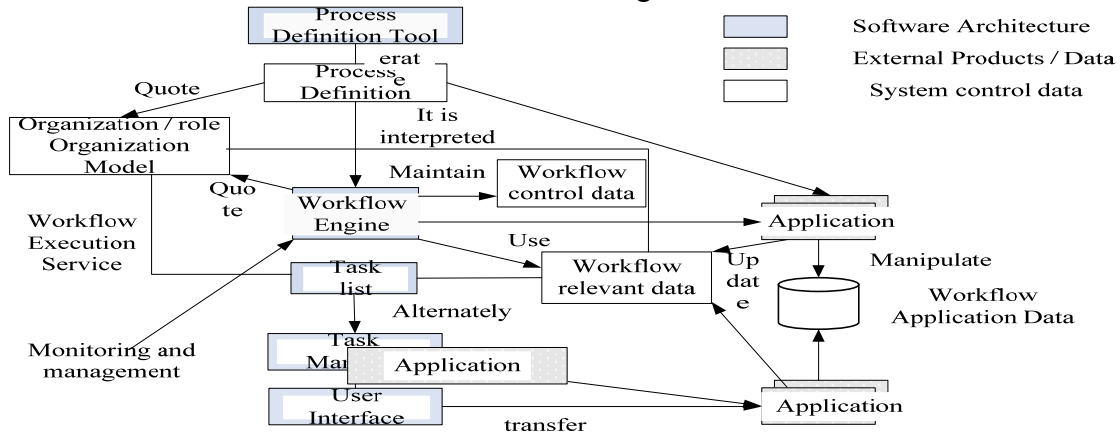 Process
Definition Tool
erat
e
Process
Definition
Quote
It is
interpreted
Organization / role
Organization
Model
Maintain
Workflow
control data
Quo
te
Workflow
Engine
Workflow
Execution
Service
Use
Application
Up
dat
e
Manipulate
Task
list
Workflow
relevant data
Workflow
Application Data
Alternately
Monitoring and
management
Task
Application
User
Interface
Application
transfer
Software Architecture
External Products / Data
System control data